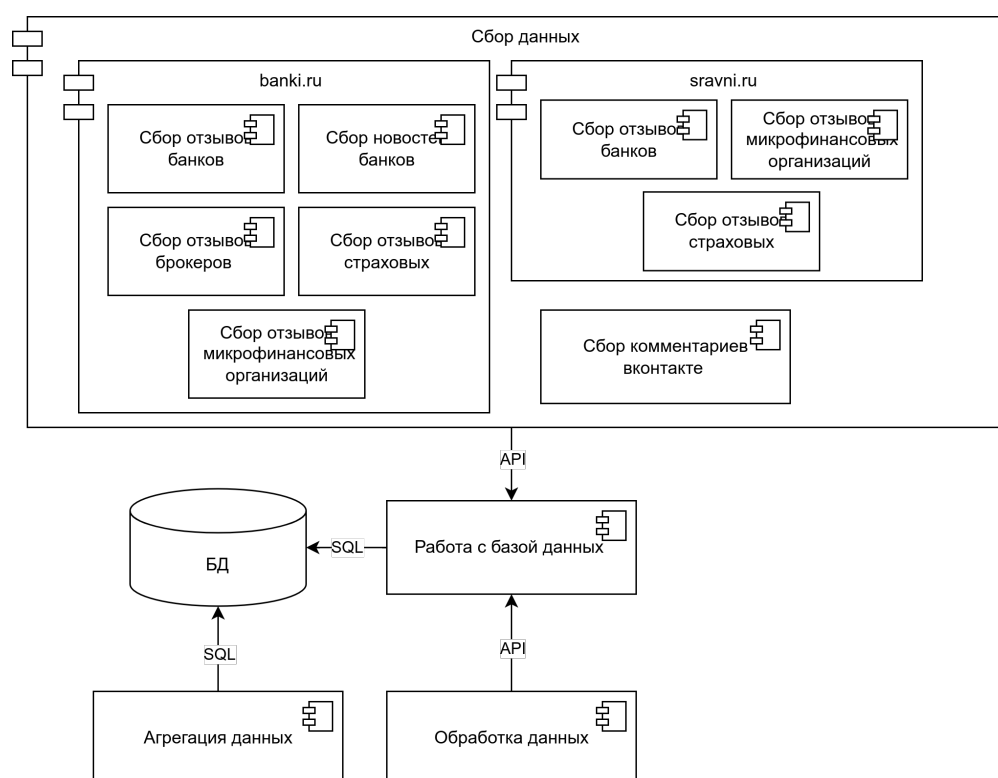 Сбор данных
banki.ru
Сбор отзывов
банков
Сбор новостей
банков
Сбор отзывов
брокеров
Сбор отзывов
страховых
Сбор отзывов
микрофинансовых
организаций
sravni.ru
Сбор отзывов
банков
Сбор отзывов
микрофинансовых
организаций
Сбор отзывов
страховых
Сбор комментариев
вконтакте
API
Работа с базой данных
SQL
БД
SQL
API
Агрегация данных
Обработка данных